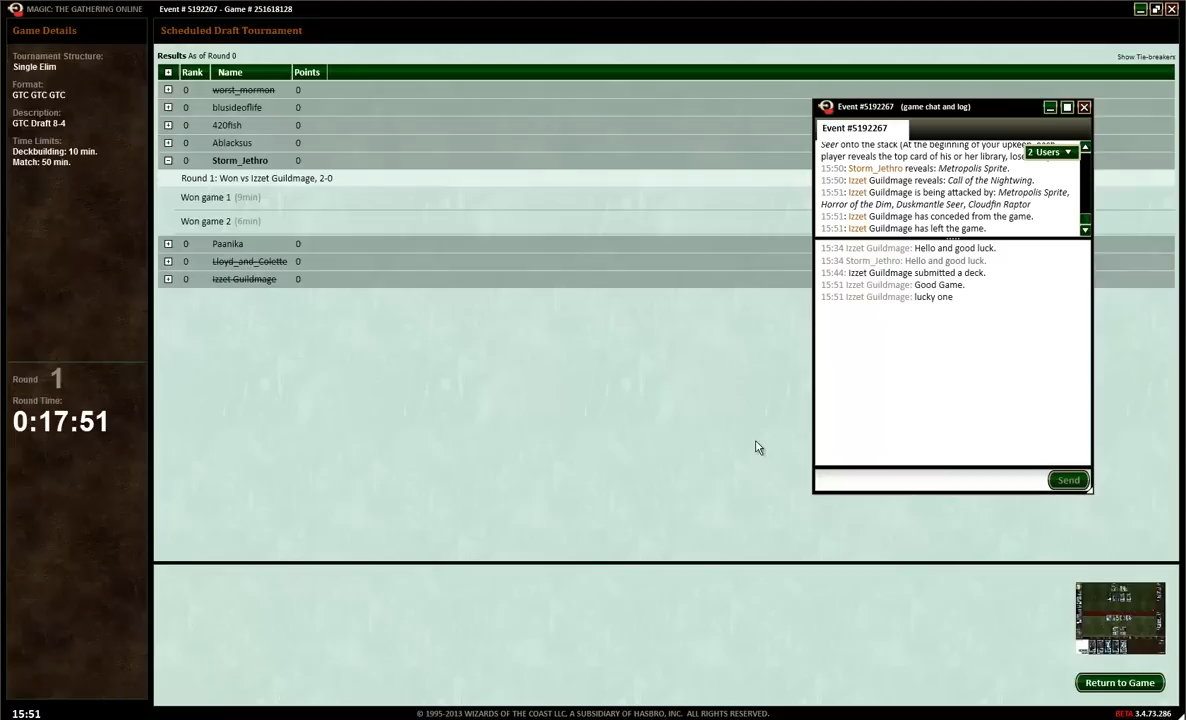 MAGIC: THE GATHERING ONLINE
Event # 5192267 - Game # 251618128
Game Details
Scheduled Draft Tournament
Tournament Structure:
Single Elim
Format:
GTC GTC GTC
Description:
GTC Draft 8-4
Time Limits:
Deckbuilding: 10 min.
Match: 50 min.
Round 1
Round Time:
0:17:51
15:51
Results As of Round 0
Show Tie-breakers
Rank Name Points
0 worst_mormon 0
0 blusideoflife 0
0 420fish 0
0 Ablacksus 0
0 Storm_Jethro 0
Round 1: Won vs Izzet Guildmage, 2-0
Won game 1 (9min)
Won game 2 (6min)
0 Paanika 0
0 Lloyd_and_Colette 0
0 Izzet Guildmage 0
Event #5192267 (game chat and log)
Event #5192267
Seer onto the stack (At the beginning of your upkeep, each
2 Users
player reveals the top card of his or her library, lose
15:50: Storm_Jethro reveals: Metropolis Sprite.
15:50: Izzet Guildmage reveals: Call of the Nightwing.
15:51: Izzet Guildmage is being attacked by: Metropolis Sprite,
Horror of the Dim, Duskmantle Seer, Cloudfin Raptor
15:51: Izzet Guildmage has conceded from the game.
15:51: Izzet Guildmage has left the game.
15:34 Izzet Guildmage: Hello and good luck.
15:34 Storm_Jethro: Hello and good luck.
15:44: Izzet Guildmage submitted a deck.
15:51 Izzet Guildmage: Good Game.
15:51 Izzet Guildmage: lucky one
Send
Return to Game
© 1995-2013 WIZARDS OF THE COAST LLC. A SUBSIDIARY OF HASBRO, INC. ALL RIGHTS RESERVED.
BETA 3.4.73.286